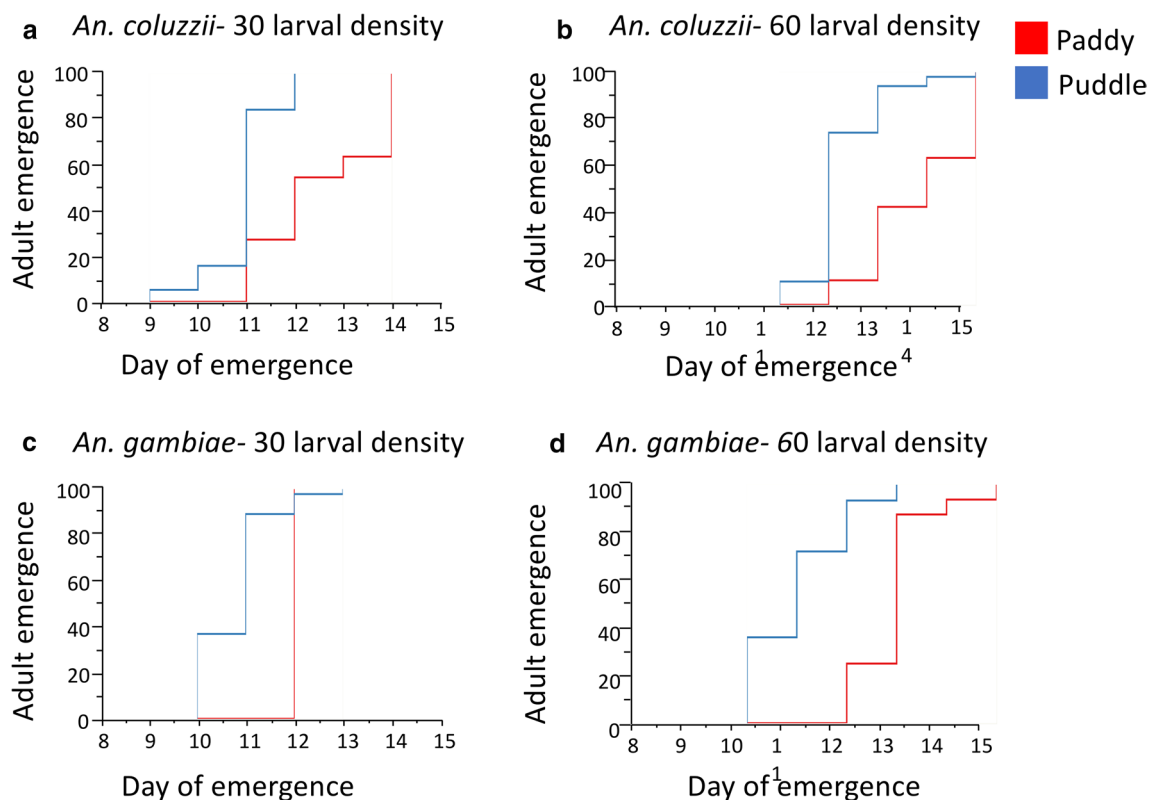 a An. coluzzii- 30 larval density
Adult emergence
100
80
60
40
20
0
8 9 10 11 12 13 14 15
Day of emergence
b An. coluzzii- 60 larval density
Adult emergence
100
80
60
40
20
0
8 9 10 1 12 13 1 15
1 4
Day of emergence
Paddy
Puddle
c An. gambiae- 30 larval density
Adult emergence
100
80
60
40
20
0
8 9 10 11 12 13 14 15
Day of emergence
d An. gambiae- 60 larval density
Adult emergence
100
80
60
40
20
0
8 9 10 1 12 13 14 15
1
Day of emergence